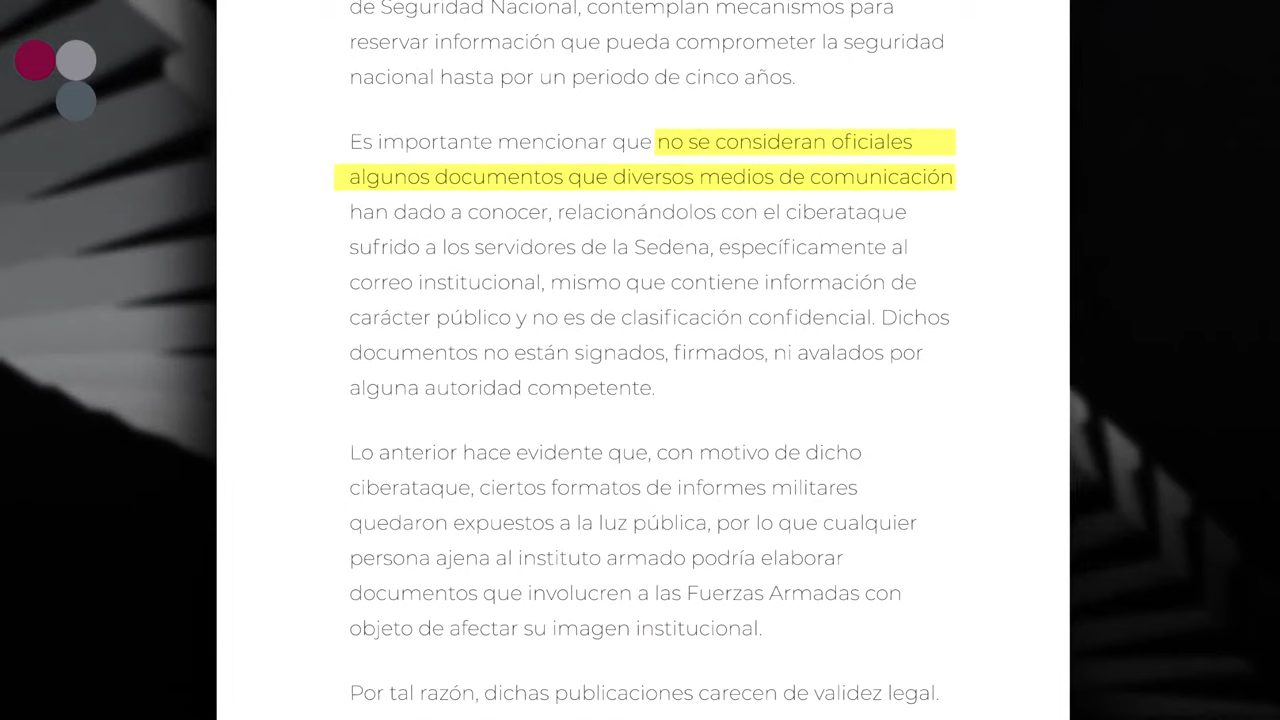 de Seguridad Nacional, contemplan mecanismos para
reservar información que pueda comprometer la seguridad
nacional hasta por un periodo de cinco años.
Es importante mencionar que no se consideran oficiales
algunos documentos que diversos medios de comunicación
han dado a conocer, relacionándolos con el ciberataque
sufrido a los servidores de la Sedena, específicamente al
correo institucional, mismo que contiene información de
carácter público y no es de clasificación confidencial. Dichos
documentos no están signados, firmados, ni avalados por
alguna autoridad competente.
Lo anterior hace evidente que, con motivo de dicho
ciberataque, ciertos formatos de informes militares
quedaron expuestos a la luz pública, por lo que cualquier
persona ajena al instituto armado podría elaborar
documentos que involucren a las Fuerzas Armadas con
objeto de afectar su imagen institucional.
Por tal razón, dichas publicaciones carecen de validez legal.